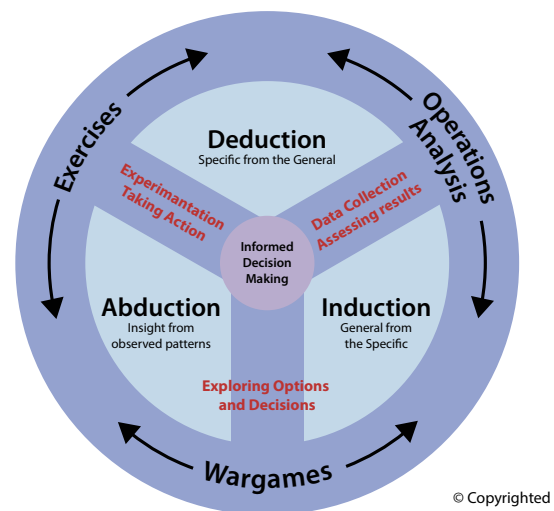 Exercises
Operations
Analysis
Deduction
Specific from the General
Experimantation
Taking Action
Data Collection
Assessing results
Informed
Decision
Making
Abduction
Insight from
observed patterns
Induction
General from
the Specific
Exploring Options
and Decisions
Wargames
© Copyrighted